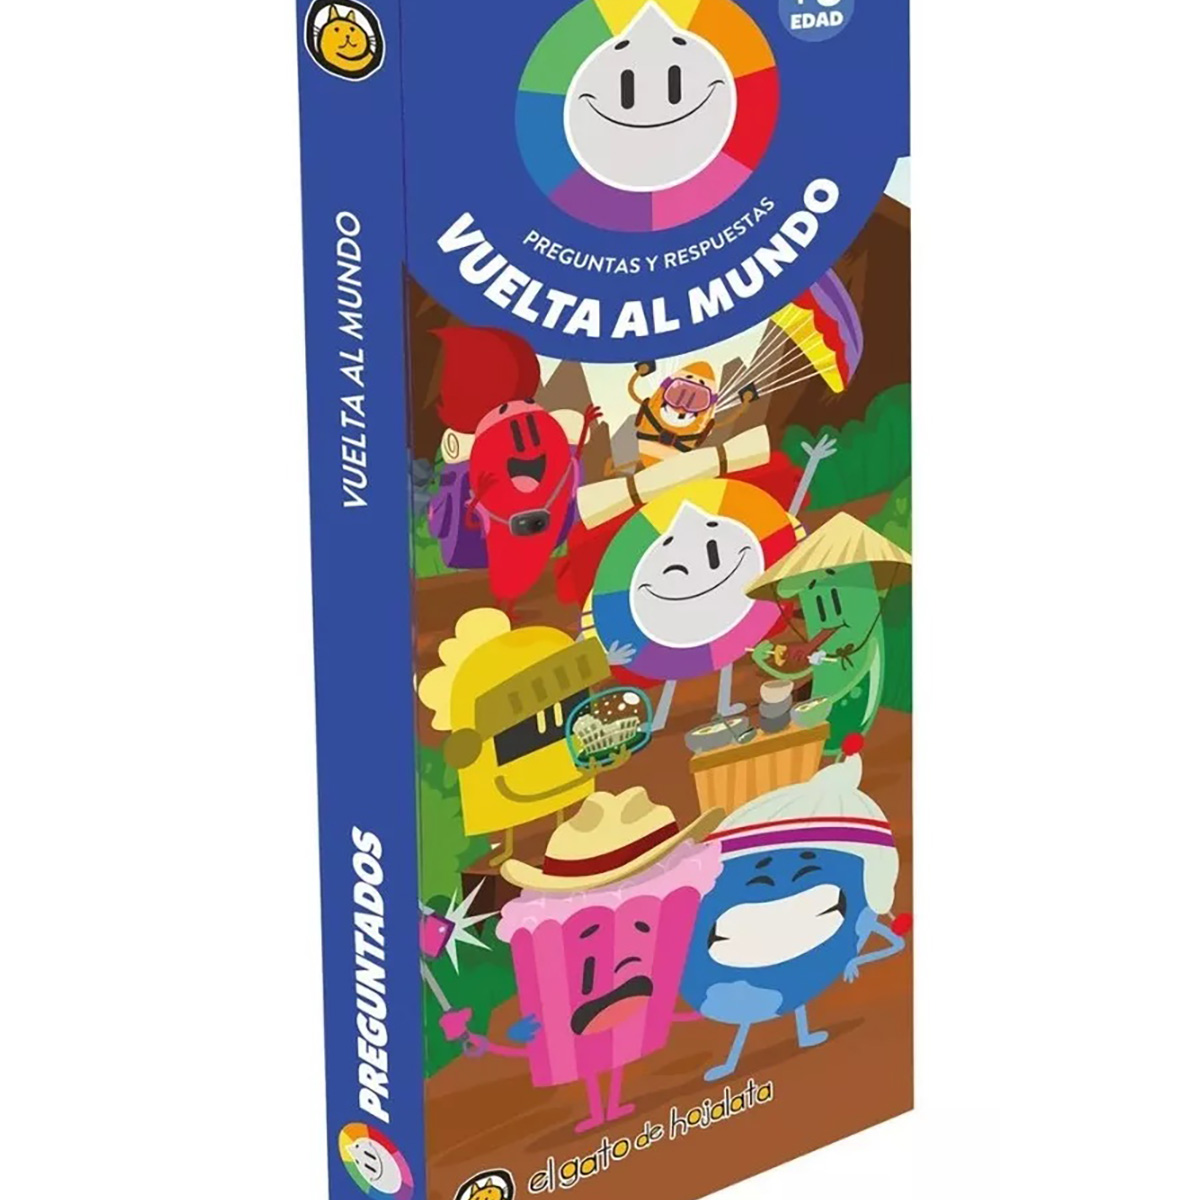 EDAD
PREGUNTAS Y RESPUESTAS
VUELTA AL MUNDO
VUELTA AL MUNDO
PREGUNTADOS
el gato de hojalata